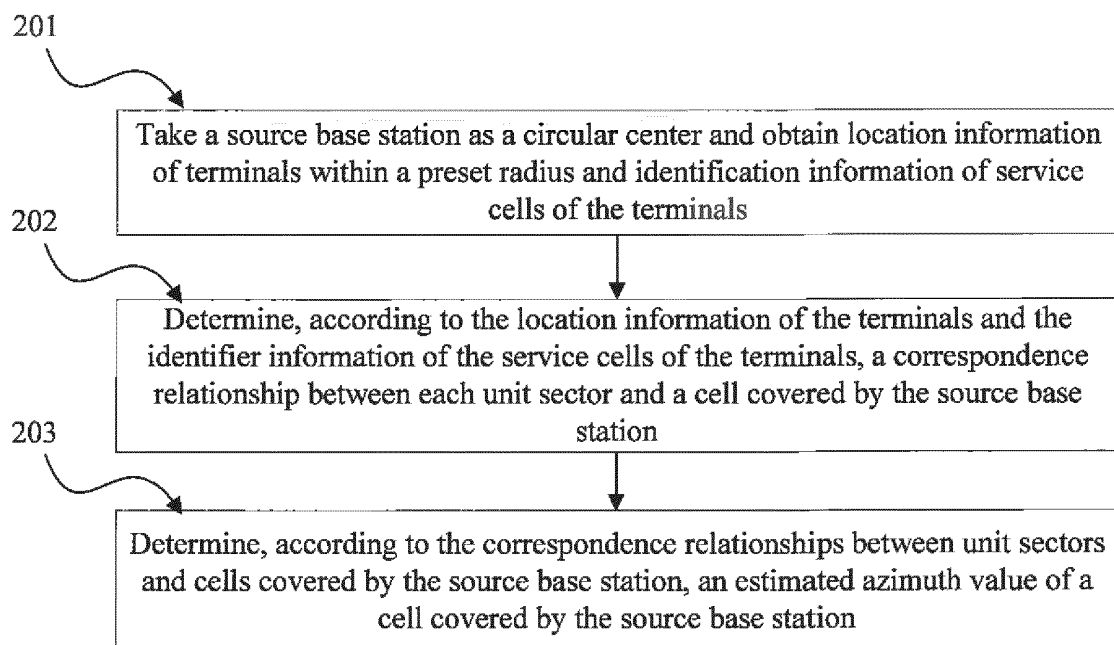 201
Take a source base station as a circular center and obtain location information
of terminals within a preset radius and identification information of service
cells of the terminals
202
Determine, according to the location information of the terminals and the
identifier information of the service cells of the terminals, a correspondence
relationship between each unit sector and a cell covered by the source base
station
203
Determine, according to the correspondence relationships between unit sectors
and cells covered by the source base station, an estimated azimuth value of a
cell covered by the source base station